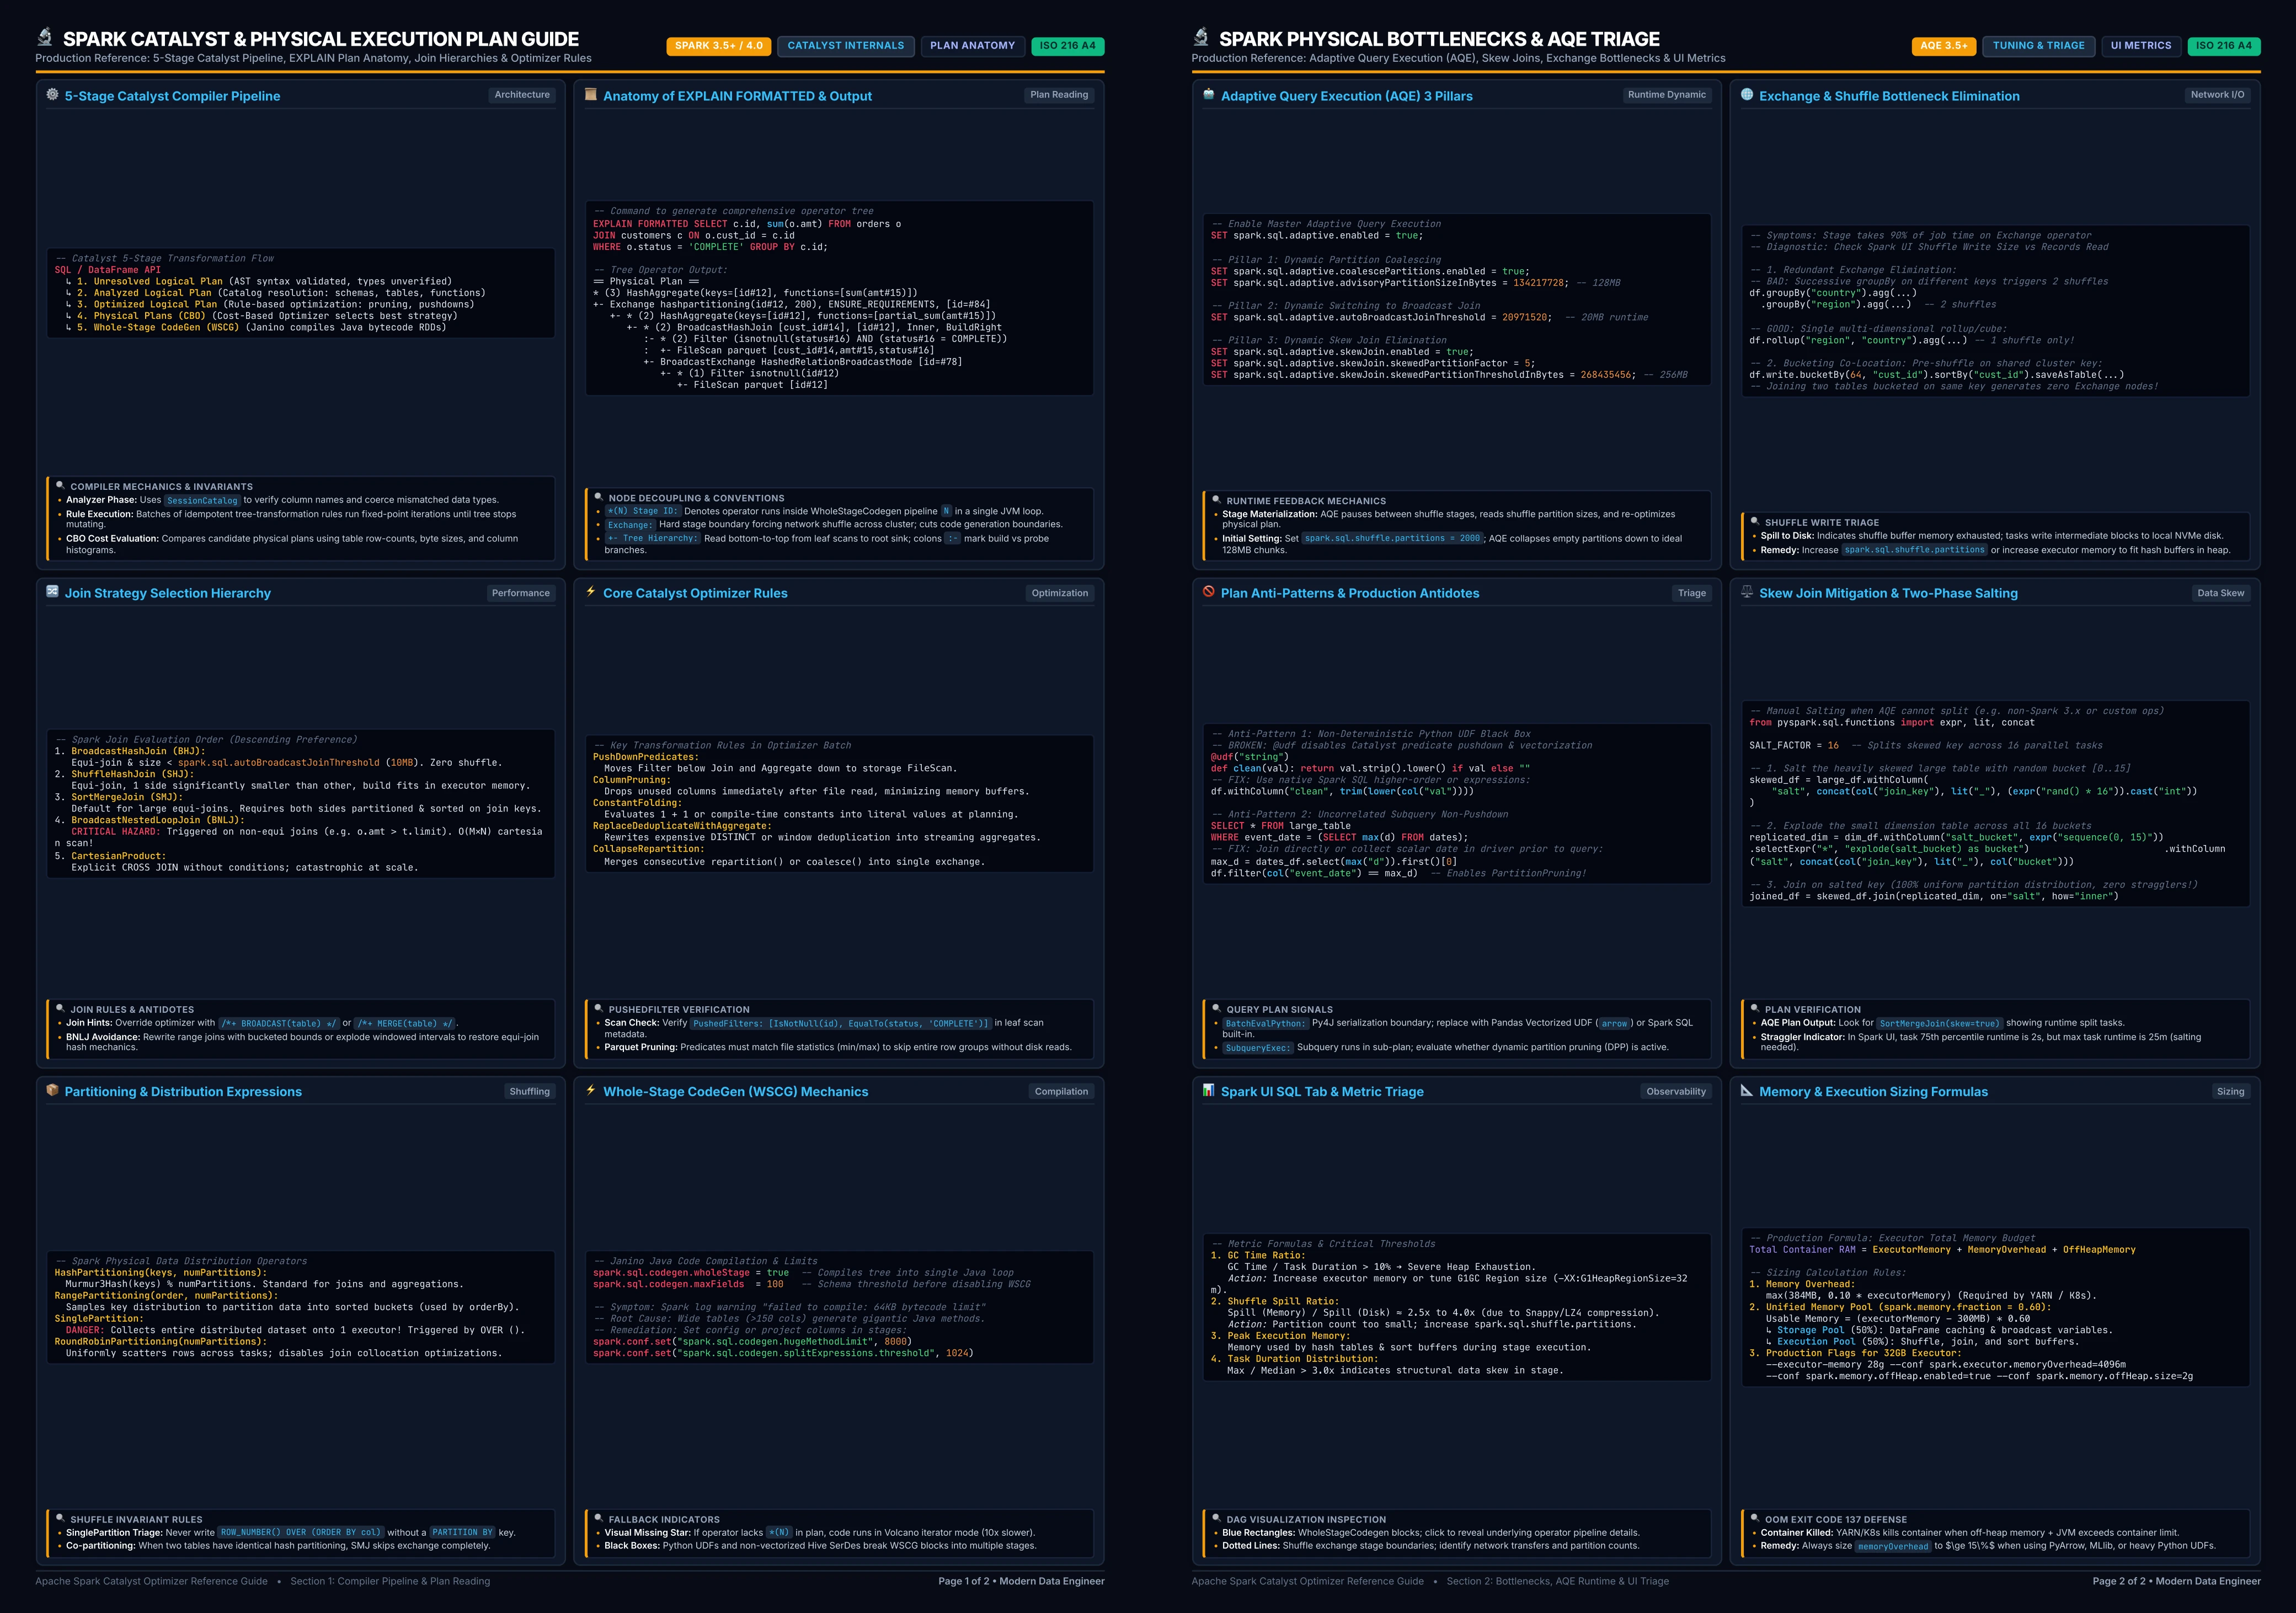 SPARK CATALYST & PHYSICAL EXECUTION PLAN GUIDE
Production Reference: 5-Stage Catalyst Pipeline, EXPLAIN Plan Anatomy, Join Hierarchies & Optimizer Rules
SPARK 3.5+ / 4.0
CATALYST INTERNALS
PLAN ANATOMY
ISO 216 A4
5-Stage Catalyst Compiler Pipeline
Architecture
-- Catalyst 5-Stage Transformation Flow
SQL / DataFrame API
↳ 1. Unresolved Logical Plan (AST syntax validated, types unverified)
↳ 2. Analyzed Logical Plan (Catalog resolution: schemas, tables, functions)
↳ 3. Optimized Logical Plan (Rule-based optimization: pruning, pushdowns)
↳ 4. Physical Plans (CBO) (Cost-Based Optimizer selects best strategy)
↳ 5. Whole-Stage CodeGen (WSCG) (Janino compiles Java bytecode RDDs)
COMPILER MECHANICS & INVARIANTS
• Analyzer Phase: Uses SessionCatalog to verify column names and coerce mismatched data types.
• Rule Execution: Batches of idempotent tree-transformation rules run fixed-point iterations until tree stops
mutating.
• CBO Cost Evaluation: Compares candidate physical plans using table row-counts, byte sizes, and column
histograms.
Anatomy of EXPLAIN FORMATTED & Output
Plan Reading
-- Command to generate comprehensive operator tree
EXPLAIN FORMATTED SELECT c.id, sum(o.amt) FROM orders o
JOIN customers c ON o.cust_id = c.id
WHERE o.status = 'COMPLETE' GROUP BY c.id;
-- Tree Operator Output:
== Physical Plan ==
* (3) HashAggregate(keys=[id#12], functions=[sum(amt#15)])
+- Exchange hashpartitioning(id#12, 200), ENSURE_REQUIREMENTS, [id=#84]
+- * (2) HashAggregate(keys=[id#12], functions=[partial_sum(amt#15)])
+- * (2) BroadcastHashJoin [cust_id#14], [id#12], Inner, BuildRight
:- * (2) Filter (isnotnull(status#16) AND (status#16 = COMPLETE))
:  +- FileScan parquet [cust_id#14,amt#15,status#16]
+- BroadcastExchange HashedRelationBroadcastMode [id=#78]
+- * (1) Filter isnotnull(id#12)
+- FileScan parquet [id#12]
NODE DECOUPLING & CONVENTIONS
• *(N) Stage ID: Denotes operator runs inside WholeStageCodegen pipeline N in a single JVM loop.
• Exchange: Hard stage boundary forcing network shuffle across cluster; cuts code generation boundaries.
• +- Tree Hierarchy: Read bottom-to-top from leaf scans to root sink; colons :- mark build vs probe
branches.
Join Strategy Selection Hierarchy
Performance
-- Spark Join Evaluation Order (Descending Preference)
1. BroadcastHashJoin (BHJ):
Equi-join & size < spark.sql.autoBroadcastJoinThreshold (10MB). Zero shuffle.
2. ShuffleHashJoin (SHJ):
Equi-join, 1 side significantly smaller than other, build fits in executor memory.
3. SortMergeJoin (SMJ):
Default for large equi-joins. Requires both sides partitioned & sorted on join keys.
4. BroadcastNestedLoopJoin (BNLJ):
CRITICAL HAZARD: Triggered on non-equi joins (e.g. o.amt > t.limit). O(M×N) cartesia
n scan!
5. CartesianProduct:
Explicit CROSS JOIN without conditions; catastrophic at scale.
JOIN RULES & ANTIDOTES
• Join Hints: Override optimizer with /*+ BROADCAST(table) */ or /*+ MERGE(table) */.
• BNLJ Avoidance: Rewrite range joins with bucketed bounds or explode windowed intervals to restore equi-join
hash mechanics.
Core Catalyst Optimizer Rules
Optimization
-- Key Transformation Rules in Optimizer Batch
PushDownPredicates:
Moves Filter below Join and Aggregate down to storage FileScan.
ColumnPruning:
Drops unused columns immediately after file read, minimizing memory buffers.
ConstantFolding:
Evaluates 1 + 1 or compile-time constants into literal values at planning.
ReplaceDeduplicateWithAggregate:
Rewrites expensive DISTINCT or window deduplication into streaming aggregates.
CollapseRepartition:
Merges consecutive repartition() or coalesce() into single exchange.
PUSHEDFILTER VERIFICATION
• Scan Check: Verify PushedFilters: [IsNotNull(id), EqualTo(status, 'COMPLETE')] in leaf scan
metadata.
• Parquet Pruning: Predicates must match file statistics (min/max) to skip entire row groups without disk reads.
Partitioning & Distribution Expressions
Shuffling
-- Spark Physical Data Distribution Operators
HashPartitioning(keys, numPartitions):
Murmur3Hash(keys) % numPartitions. Standard for joins and aggregations.
RangePartitioning(order, numPartitions):
Samples key distribution to partition data into sorted buckets (used by orderBy).
SinglePartition:
DANGER: Collects entire distributed dataset onto 1 executor! Triggered by OVER ().
RoundRobinPartitioning(numPartitions):
Uniformly scatters rows across tasks; disables join collocation optimizations.
SHUFFLE INVARIANT RULES
• SinglePartition Triage: Never write ROW_NUMBER() OVER (ORDER BY col) without a PARTITION BY key.
• Co-partitioning: When two tables have identical hash partitioning, SMJ skips exchange completely.
Whole-Stage CodeGen (WSCG) Mechanics
Compilation
-- Janino Java Code Compilation & Limits
spark.sql.codegen.wholeStage = true  -- Compiles tree into single Java loop
spark.sql.codegen.maxFields  = 100  -- Schema threshold before disabling WSCG
-- Symptom: Spark log warning "failed to compile: 64KB bytecode limit"
-- Root Cause: Wide tables (>150 cols) generate gigantic Java methods.
-- Remediation: Set config or project columns in stages:
spark.conf.set("spark.sql.codegen.hugeMethodLimit", 8000)
spark.conf.set("spark.sql.codegen.splitExpressions.threshold", 1024)
FALLBACK INDICATORS
• Visual Missing Star: If operator lacks *(N) in plan, code runs in Volcano iterator mode (10x slower).
• Black Boxes: Python UDFs and non-vectorized Hive SerDes break WSCG blocks into multiple stages.
Apache Spark Catalyst Optimizer Reference Guide • Section 1: Compiler Pipeline & Plan Reading
Page 1 of 2 • Modern Data Engineer
SPARK PHYSICAL BOTTLENECKS & AQE TRIAGE
Production Reference: Adaptive Query Execution (AQE), Skew Joins, Exchange Bottlenecks & UI Metrics
AQE 3.5+
TUNING & TRIAGE
UI METRICS
ISO 216 A4
Adaptive Query Execution (AQE) 3 Pillars
Runtime Dynamic
-- Enable Master Adaptive Query Execution
SET spark.sql.adaptive.enabled = true;
-- Pillar 1: Dynamic Partition Coalescing
SET spark.sql.adaptive.coalescePartitions.enabled = true;
SET spark.sql.adaptive.advisoryPartitionSizeInBytes = 134217728; -- 128MB
-- Pillar 2: Dynamic Switching to Broadcast Join
SET spark.sql.adaptive.autoBroadcastJoinThreshold = 20971520;  -- 20MB runtime
-- Pillar 3: Dynamic Skew Join Elimination
SET spark.sql.adaptive.skewJoin.enabled = true;
SET spark.sql.adaptive.skewJoin.skewedPartitionFactor = 5;
SET spark.sql.adaptive.skewJoin.skewedPartitionThresholdInBytes = 268435456; -- 256MB
RUNTIME FEEDBACK MECHANICS
• Stage Materialization: AQE pauses between shuffle stages, reads shuffle partition sizes, and re-optimizes
physical plan.
• Initial Setting: Set spark.sql.shuffle.partitions = 2000; AQE collapses empty partitions down to ideal
128MB chunks.
Exchange & Shuffle Bottleneck Elimination
Network I/O
-- Symptoms: Stage takes 90% of job time on Exchange operator
-- Diagnostic: Check Spark UI Shuffle Write Size vs Records Read
-- 1. Redundant Exchange Elimination:
-- BAD: Successive groupBy on different keys triggers 2 shuffles
df.groupBy("country").agg(...)
.groupBy("region").agg(...)  -- 2 shuffles
-- GOOD: Single multi-dimensional rollup/cube:
df.rollup("region", "country").agg(...) -- 1 shuffle only!
-- 2. Bucketing Co-Location: Pre-shuffle on shared cluster key:
df.write.bucketBy(64, "cust_id").sortBy("cust_id").saveAsTable(...)
-- Joining two tables bucketed on same key generates zero Exchange nodes!
SHUFFLE WRITE TRIAGE
• Spill to Disk: Indicates shuffle buffer memory exhausted; tasks write intermediate blocks to local NVMe disk.
• Remedy: Increase spark.sql.shuffle.partitions or increase executor memory to fit hash buffers in heap.
Plan Anti-Patterns & Production Antidotes
Triage
-- Anti-Pattern 1: Non-Deterministic Python UDF Black Box
-- BROKEN: @udf disables Catalyst predicate pushdown & vectorization
@udf("string")
def clean(val): return val.strip().lower() if val else ""
-- FIX: Use native Spark SQL higher-order or expressions:
df.withColumn("clean", trim(lower(col("val"))))
-- Anti-Pattern 2: Uncorrelated Subquery Non-Pushdown
SELECT * FROM large_table
WHERE event_date = (SELECT max(d) FROM dates);
-- FIX: Join directly or collect scalar date in driver prior to query:
max_d = dates_df.select(max("d")).first()[0]
df.filter(col("event_date") == max_d)  -- Enables PartitionPruning!
QUERY PLAN SIGNALS
• BatchEvalPython: Py4J serialization boundary; replace with Pandas Vectorized UDF (arrow) or Spark SQL
built-in.
• SubqueryExec: Subquery runs in sub-plan; evaluate whether dynamic partition pruning (DPP) is active.
Skew Join Mitigation & Two-Phase Salting
Data Skew
-- Manual Salting when AQE cannot split (e.g. non-Spark 3.x or custom ops)
from pyspark.sql.functions import expr, lit, concat
SALT_FACTOR = 16  -- Splits skewed key across 16 parallel tasks
-- 1. Salt the heavily skewed large table with random bucket [0..15]
skewed_df = large_df.withColumn(
"salt", concat(col("join_key"), lit("_"), (expr("rand() * 16")).cast("int"))
)
-- 2. Explode the small dimension table across all 16 buckets
replicated_dim = dim_df.withColumn("salt_bucket", expr("sequence(0, 15)"))
.selectExpr("*", "explode(salt_bucket) as bucket") .withColumn
("salt", concat(col("join_key"), lit("_"), col("bucket")))
-- 3. Join on salted key (100% uniform partition distribution, zero stragglers!)
joined_df = skewed_df.join(replicated_dim, on="salt", how="inner")
PLAN VERIFICATION
• AQE Plan Output: Look for SortMergeJoin(skew=true) showing runtime split tasks.
• Straggler Indicator: In Spark UI, task 75th percentile runtime is 2s, but max task runtime is 25m (salting
needed).
Spark UI SQL Tab & Metric Triage
Observability
-- Metric Formulas & Critical Thresholds
1. GC Time Ratio:
GC Time / Task Duration > 10% → Severe Heap Exhaustion.
Action: Increase executor memory or tune G1GC Region size (-XX:G1HeapRegionSize=32
m).
2. Shuffle Spill Ratio:
Spill (Memory) / Spill (Disk) ≈ 2.5x to 4.0x (due to Snappy/LZ4 compression).
Action: Partition count too small; increase spark.sql.shuffle.partitions.
3. Peak Execution Memory:
Memory used by hash tables & sort buffers during stage execution.
4. Task Duration Distribution:
Max / Median > 3.0x indicates structural data skew in stage.
DAG VISUALIZATION INSPECTION
• Blue Rectangles: WholeStageCodegen blocks; click to reveal underlying operator pipeline details.
• Dotted Lines: Shuffle exchange stage boundaries; identify network transfers and partition counts.
Memory & Execution Sizing Formulas
Sizing
-- Production Formula: Executor Total Memory Budget
Total Container RAM = ExecutorMemory + MemoryOverhead + OffHeapMemory
-- Sizing Calculation Rules:
1. Memory Overhead:
max(384MB, 0.10 * executorMemory) (Required by YARN / K8s).
2. Unified Memory Pool (spark.memory.fraction = 0.60):
Usable Memory = (executorMemory - 300MB) * 0.60
↳ Storage Pool (50%): DataFrame caching & broadcast variables.
↳ Execution Pool (50%): Shuffle, join, and sort buffers.
3. Production Flags for 32GB Executor:
--executor-memory 28g --conf spark.executor.memoryOverhead=4096m
--conf spark.memory.offHeap.enabled=true --conf spark.memory.offHeap.size=2g
OOM EXIT CODE 137 DEFENSE
• Container Killed: YARN/K8s kills container when off-heap memory + JVM exceeds container limit.
• Remedy: Always size memoryOverhead to $\ge 15\%$ when using PyArrow, MLlib, or heavy Python UDFs.
Apache Spark Catalyst Optimizer Reference Guide • Section 2: Bottlenecks, AQE Runtime & UI Triage
Page 2 of 2 • Modern Data Engineer